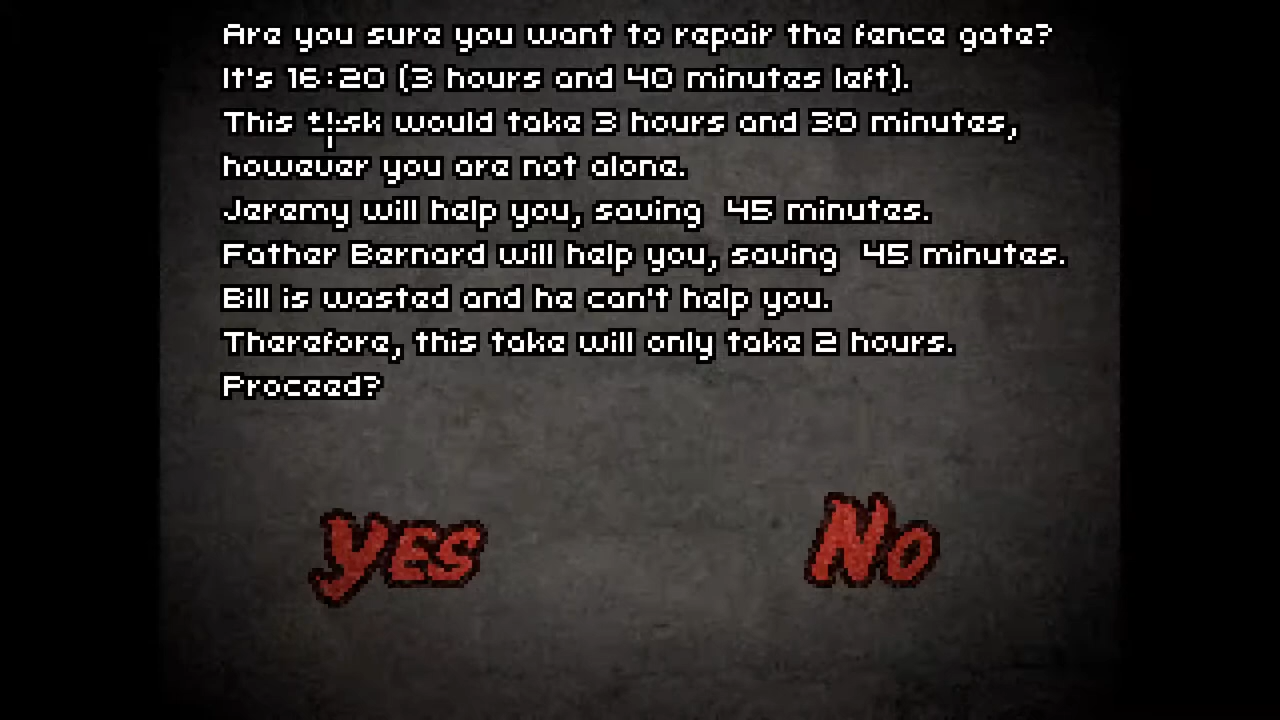 Are you sure you want to repair the fence gate?
It's 16:20 (3 hours and 40 minutes left).
This task would take 3 hours and 30 minutes,
however you are not alone.
Jeremy will help you, saving 45 minutes.
Father Bernard will help you, saving 45 minutes.
Bill is wasted and he can't help you.
Therefore, this take will only take 2 hours.
Proceed?
Yes No